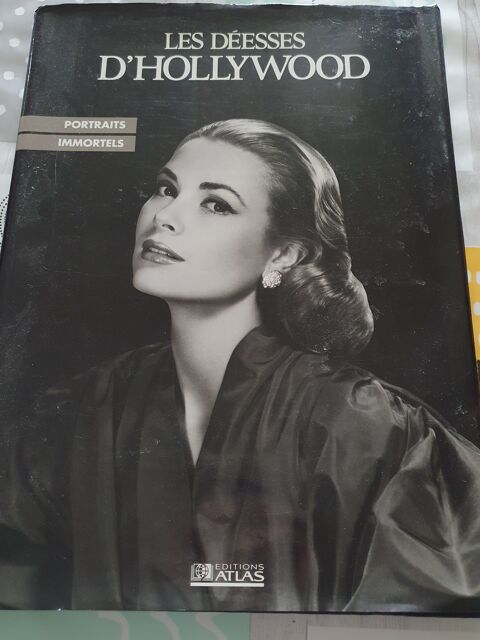 LES DÉESSES
D'HOLLYWOOD
PORTRAITS
IMMORTELS
EDITIONS
ATLAS